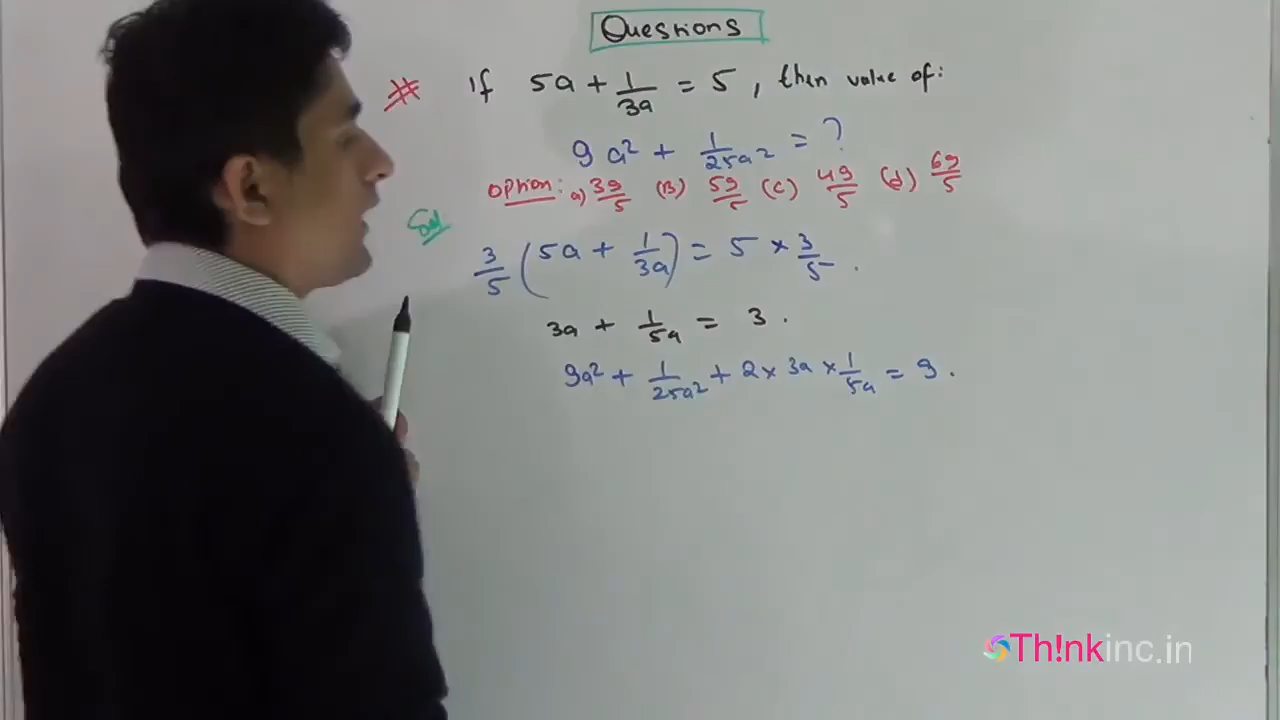 Questions
If 5a + 1/3a = 5, then value of:
9a² + 1/25a² = ?
Option: a) 39/5 (B) 59/5 (c) 49/5 (d) 69/5
Sol
3/5 (5a + 1/3a) = 5 × 3/5.
3a + 1/5a = 3.
9a² + 1/25a² + 2 × 3a × 1/5a = 9.
Th!nkinc.in